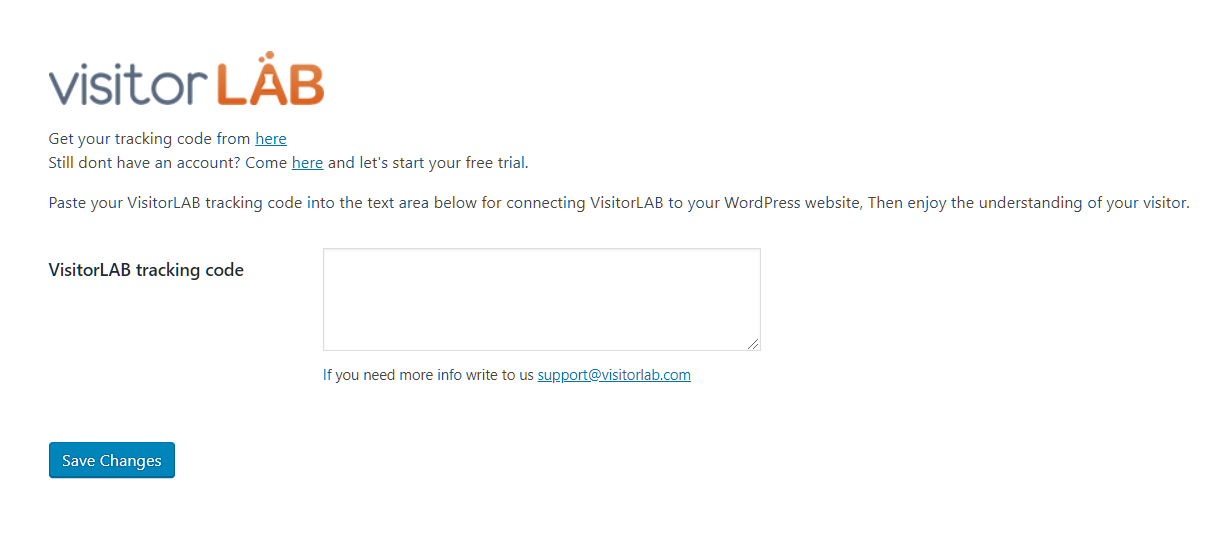 visitor LAB
Get your tracking code from here
Still dont have an account? Come here and let's start your free trial.
Paste your VisitorLAB tracking code into the text area below for connecting VisitorLAB to your WordPress website, Then enjoy the understanding of your visitor.
VisitorLAB tracking code
If you need more info write to us support@visitorlab.com
Save Changes